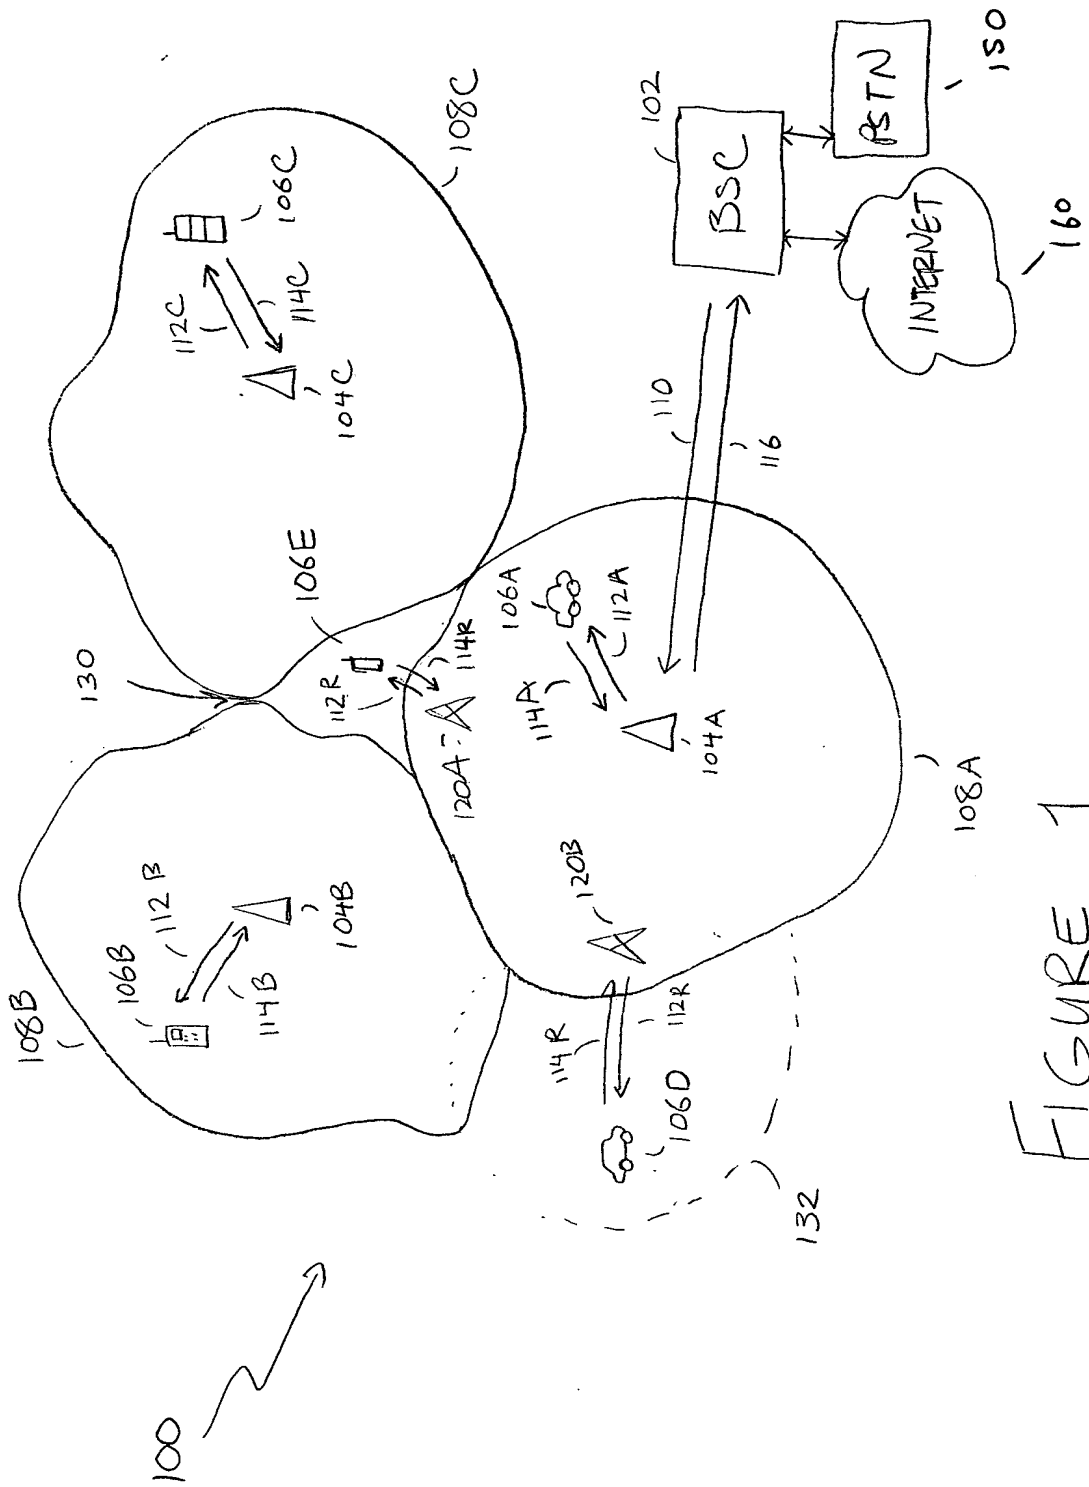 100
108B
106B
112B
114B
104B
130
106E
112R
114R
120A
112C
106C
114C
104C
108C
120B
114R
112R
106D
132
106A
112A
114A
104A
108A
110
116
102
BSC
INTERNET
160
PSTN
150
FIGURE 1